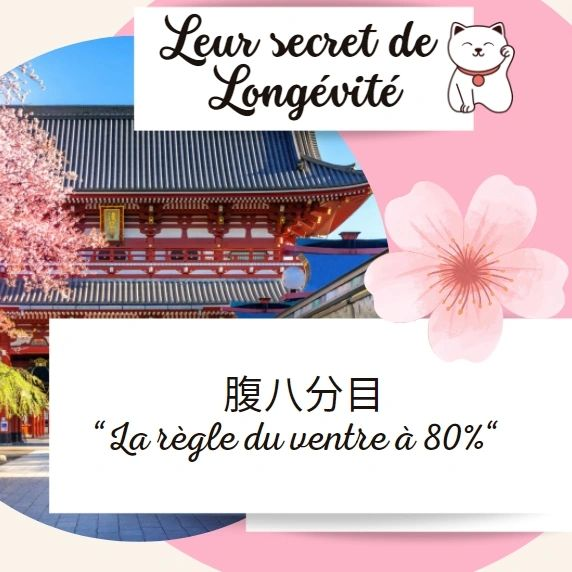 Leur secret de
Longévité
腹八分目
“La règle du ventre à 80%“